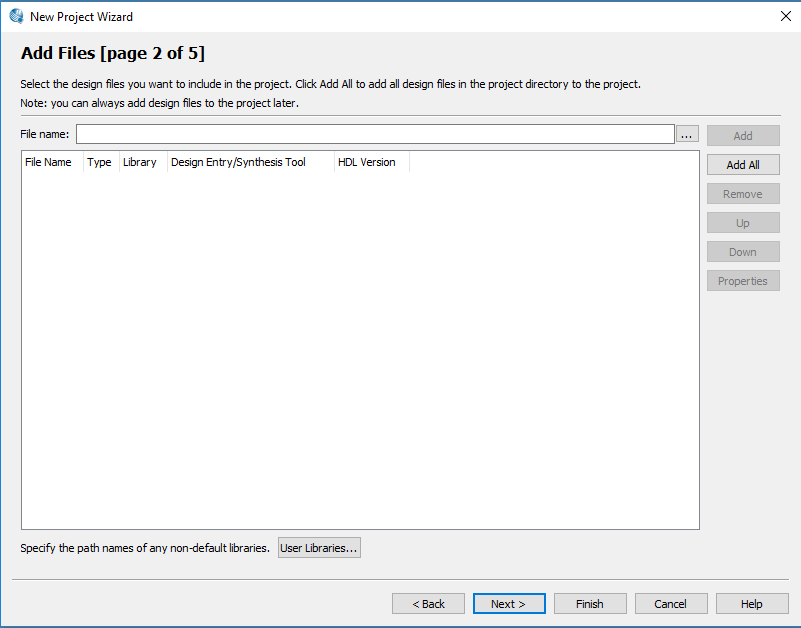 New Project Wizard
Add Files [page 2 of 5]
Select the design files you want to include in the project. Click Add All to add all design files in the project directory to the project.
Note: you can always add design files to the project later.
File name: ... Add
File Name Type Library Design Entry/Synthesis Tool HDL Version
Add All
Remove
Up
Down
Properties
Specify the path names of any non-default libraries. User Libraries...
< Back Next > Finish Cancel Help